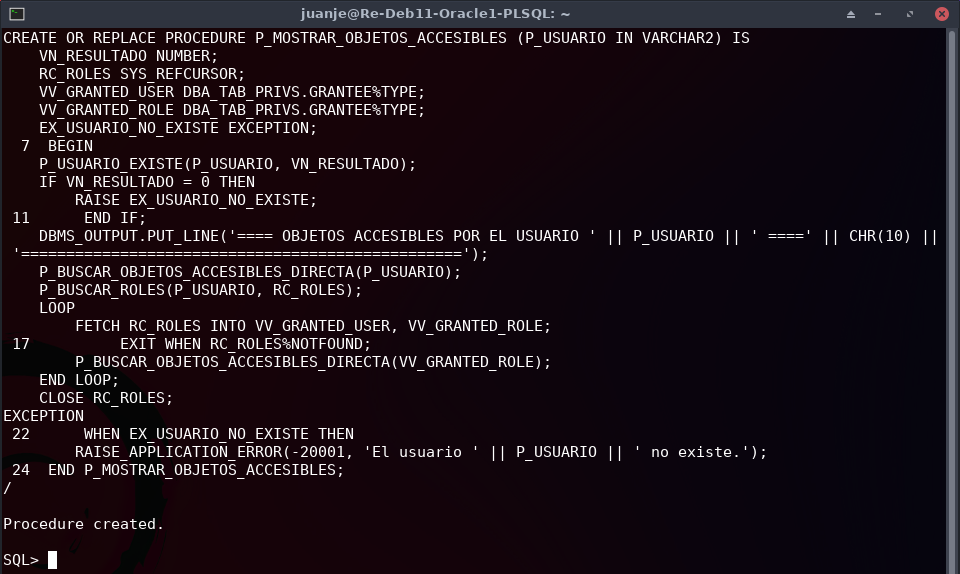 juanje@Re-Deb11-Oracle1-PLSQL: ~
CREATE OR REPLACE PROCEDURE P_MOSTRAR_OBJETOS_ACCESIBLES (P_USUARIO IN VARCHAR2) IS
    VN_RESULTADO NUMBER;
    RC_ROLES SYS_REFCURSOR;
    VV_GRANTED_USER DBA_TAB_PRIVS.GRANTEE%TYPE;
    VV_GRANTED_ROLE DBA_TAB_PRIVS.GRANTEE%TYPE;
    EX_USUARIO_NO_EXISTE EXCEPTION;
  7  BEGIN
    P_USUARIO_EXISTE(P_USUARIO, VN_RESULTADO);
    IF VN_RESULTADO = 0 THEN
        RAISE EX_USUARIO_NO_EXISTE;
 11      END IF;
    DBMS_OUTPUT.PUT_LINE('==== OBJETOS ACCESIBLES POR EL USUARIO ' || P_USUARIO || ' ====' || CHR(10) ||
 '=================================================');
    P_BUSCAR_OBJETOS_ACCESIBLES_DIRECTA(P_USUARIO);
    P_BUSCAR_ROLES(P_USUARIO, RC_ROLES);
    LOOP
        FETCH RC_ROLES INTO VV_GRANTED_USER, VV_GRANTED_ROLE;
 17          EXIT WHEN RC_ROLES%NOTFOUND;
        P_BUSCAR_OBJETOS_ACCESIBLES_DIRECTA(VV_GRANTED_ROLE);
    END LOOP;
    CLOSE RC_ROLES;
EXCEPTION
 22      WHEN EX_USUARIO_NO_EXISTE THEN
        RAISE_APPLICATION_ERROR(-20001, 'El usuario ' || P_USUARIO || ' no existe.');
 24  END P_MOSTRAR_OBJETOS_ACCESIBLES;
/
Procedure created.
SQL>